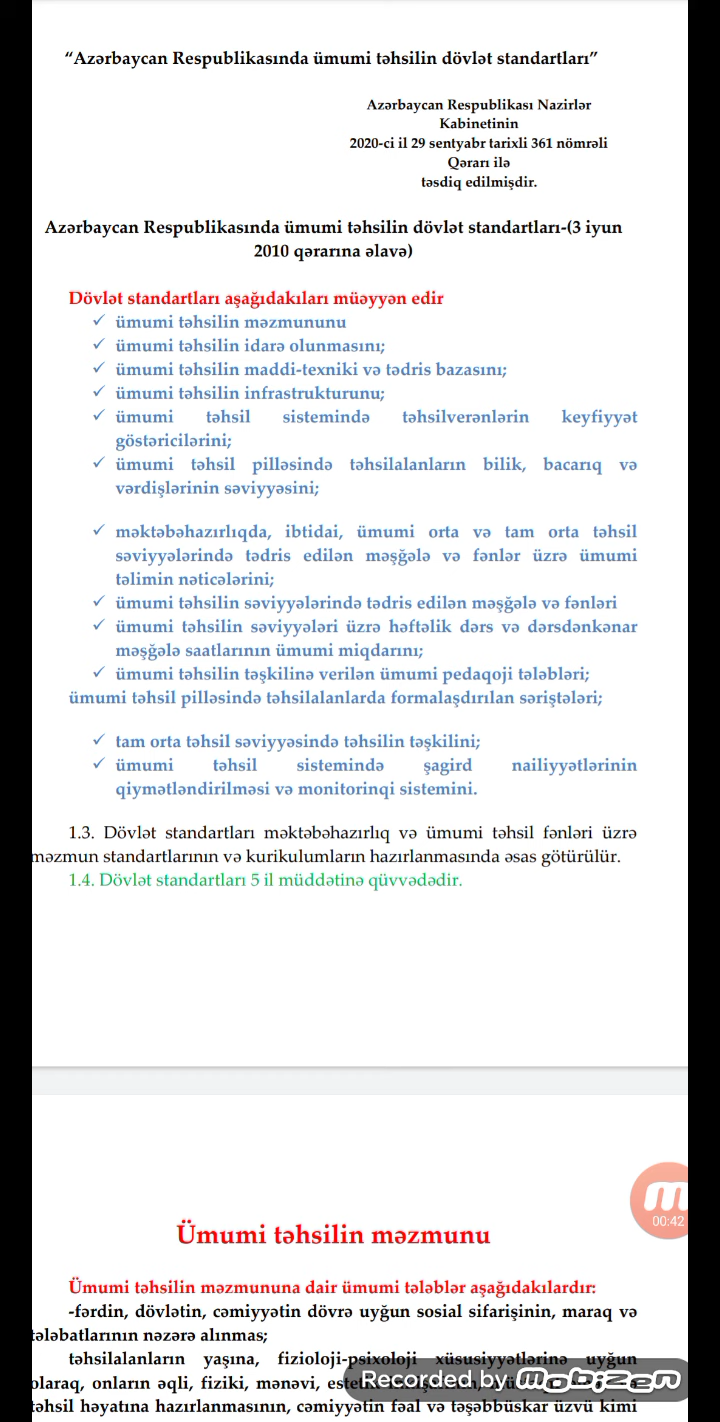 “Azərbaycan Respublikasında ümumi təhsilin dövlət standartları”
Azərbaycan Respublikası Nazirlər
Kabinetinin
2020-ci il 29 sentyabr tarixli 361 nömrəli
Qərarı ilə
təsdiq edilmişdir.
Azərbaycan Respublikasında ümumi təhsilin dövlət standartları-(3 iyun
2010 qərarına əlavə)
Dövlət standartları aşağıdakıları müəyyən edir
✓ ümumi təhsilin məzmununu
✓ ümumi təhsilin idarə olunmasını;
✓ ümumi təhsilin maddi-texniki və tədris bazasını;
✓ ümumi təhsilin infrastrukturunu;
✓ ümumi təhsil sistemində təhsilverənlərin keyfiyyət
göstəricilərini;
✓ ümumi təhsil pilləsində təhsilalanların bilik, bacarıq və
vərdişlərinin səviyyəsini;
✓ məktəbəhazırlıqda, ibtidai, ümumi orta və tam orta təhsil
səviyyələrində tədris edilən məşğələ və fənlər üzrə ümumi
təlimin nəticələrini;
✓ ümumi təhsilin səviyyələrində tədris edilən məşğələ və fənləri
✓ ümumi təhsilin səviyyələri üzrə həftəlik dərs və dərsdənkənar
məşğələ saatlarının ümumi miqdarını;
✓ ümumi təhsilin təşkilinə verilən ümumi pedaqoji tələbləri;
ümumi təhsil pilləsində təhsilalanlarda formalaşdırılan səriştələri;
✓ tam orta təhsil səviyyəsində təhsilin təşkilini;
✓ ümumi təhsil sistemində şagird nailiyyətlərinin
qiymətləndirilməsi və monitorinqi sistemini.
1.3. Dövlət standartları məktəbəhazırlıq və ümumi təhsil fənləri üzrə
məzmun standartlarının və kurikulumların hazırlanmasında əsas götürülür.
1.4. Dövlət standartları 5 il müddətinə qüvvədədir.
00:42
Ümumi təhsilin məzmunu
Ümumi təhsilin məzmununa dair ümumi tələblər aşağıdakılardır:
-fərdin, dövlətin, cəmiyyətin dövrə uyğun sosial sifarişinin, maraq və
tələbatlarının nəzərə alınmas;
təhsilalanların yaşına, fizioloji-psixoloji xüsusiyyətlərinə uyğun
olaraq, onların əqli, fiziki, mənəvi,
Recorded by mobizen
təhsil həyatına hazırlanmasının, cəmiyyətin fəal və təşəbbüskar üzvü kimi